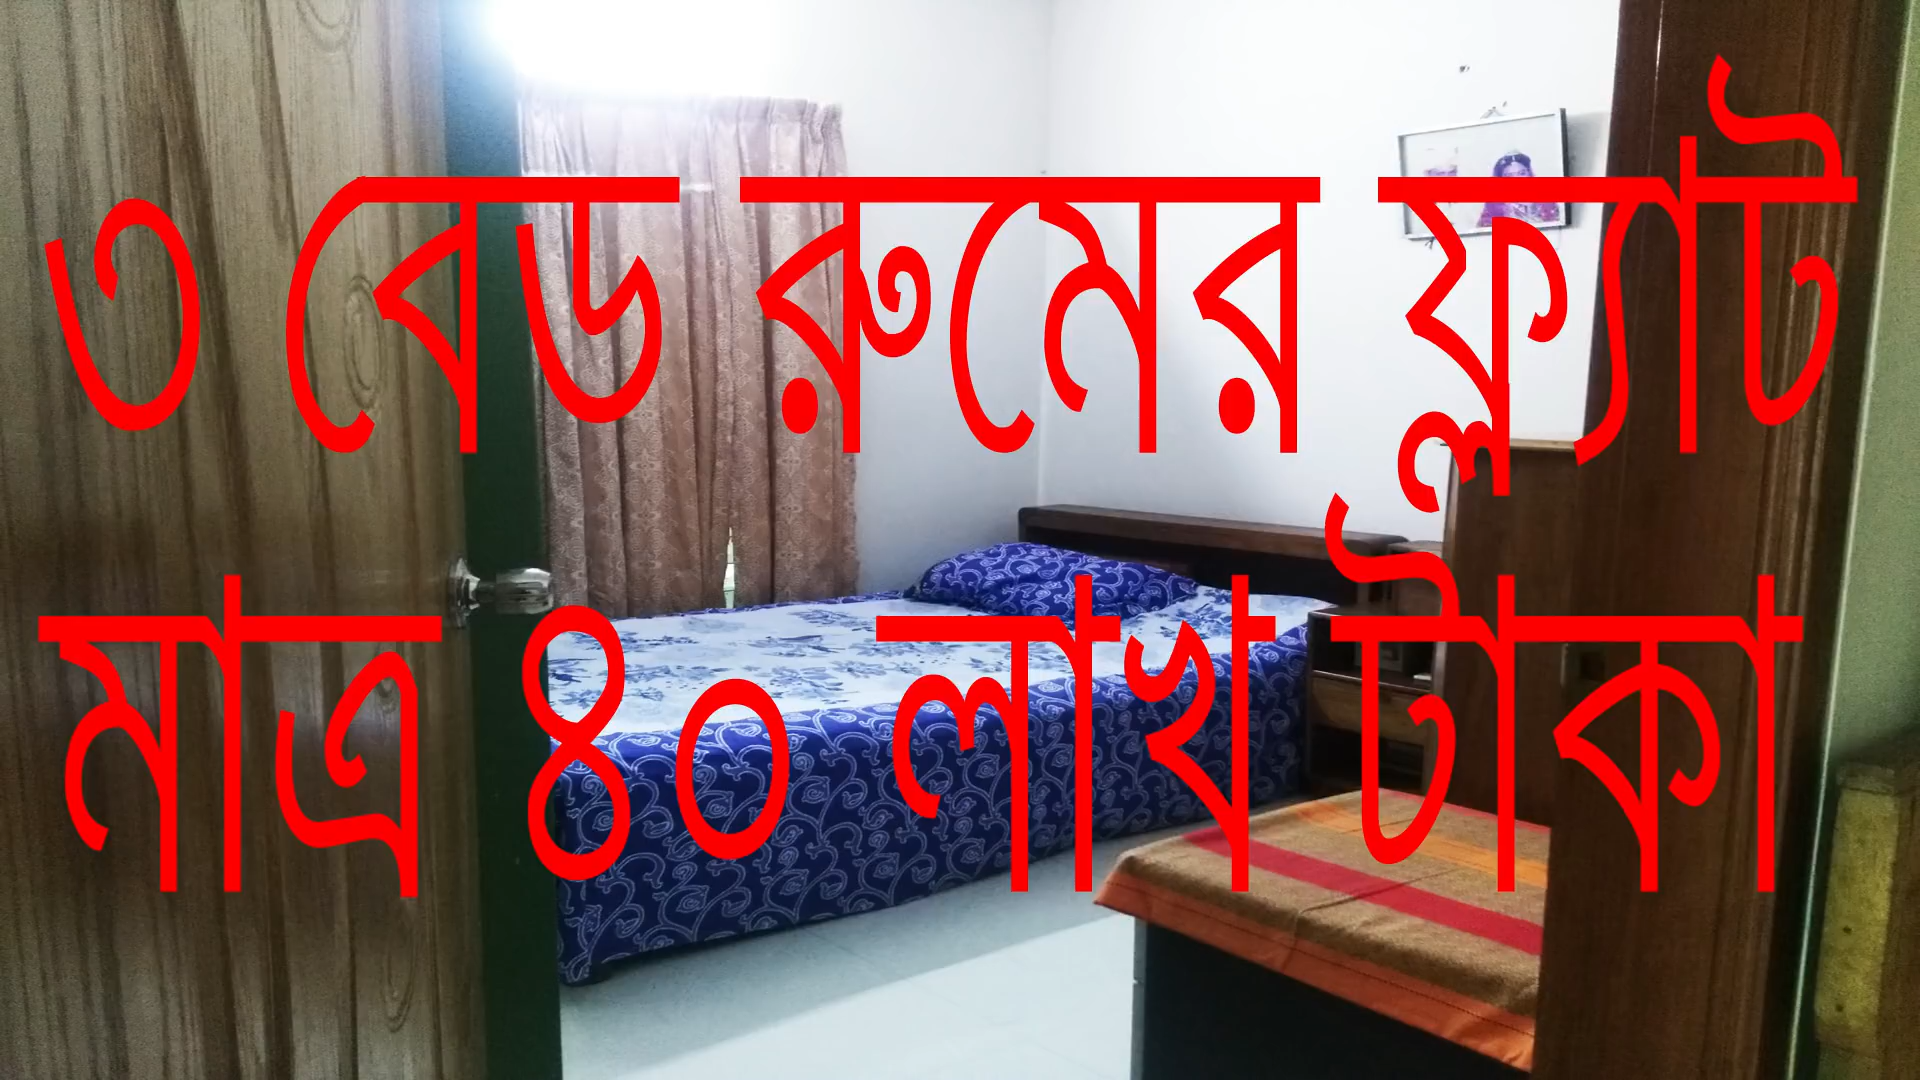 ৩ বেড রুমের ফ্ল্যাট
মাত্র ৪০ লাখ টাকা